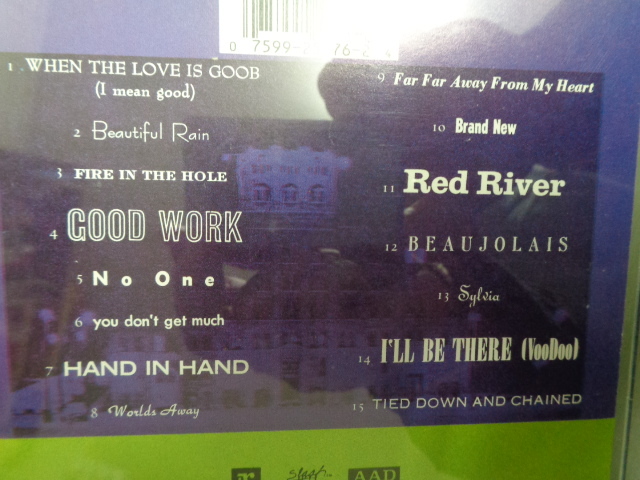 0 7599-
1 WHEN THE LOVE IS GOOB
(I mean good)
2 Beautiful Rain
3 FIRE IN THE HOLE
4 GOOD WORK
5 No One
6 you don't get much
7 HAND IN HAND
8 Worlds Away
9 Far Far Away From My Heart
10 Brand New
11 Red River
12 BEAUJOLAIS
13 Sylvia
14 I'LL BE THERE (VooDoo)
15 TIED DOWN AND CHAINED
r Slash AAD